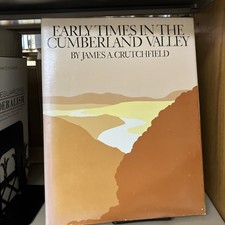 EARLY TIMES IN THE
CUMBERLAND VALLEY
BY JAMES A. CRUTCHFIELD